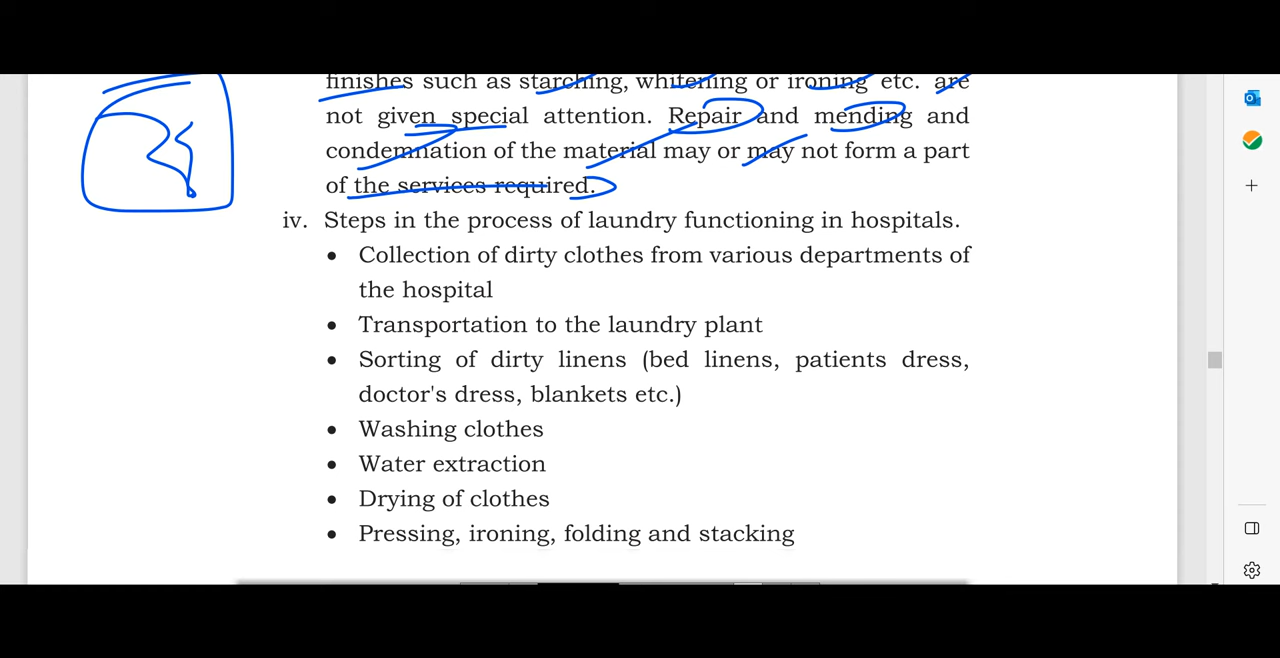 finishes such as starching, whitening or ironing etc. are
not given special attention. Repair and mending and
condemnation of the material may or may not form a part
of the services required.
iv. Steps in the process of laundry functioning in hospitals.
• Collection of dirty clothes from various departments of
the hospital
• Transportation to the laundry plant
• Sorting of dirty linens (bed linens, patients dress,
doctor's dress, blankets etc.)
• Washing clothes
• Water extraction
• Drying of clothes
• Pressing, ironing, folding and stacking